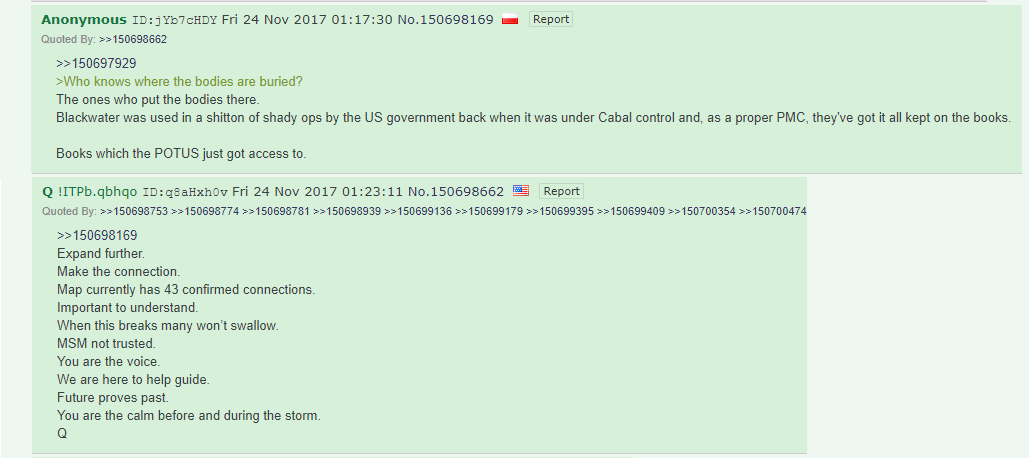 Anonymous ID:jYb7cHDY Fri 24 Nov 2017 01:17:30 No.150698169 Report
Quoted By: >>150698662
>>150697929
>Who knows where the bodies are buried?
The ones who put the bodies there.
Blackwater was used in a shitton of shady ops by the US government back when it was under Cabal control and, as a proper PMC, they've got it all kept on the books.
Books which the POTUS just got access to.
Q !ITPb.qbhqo ID:q8aHxh0v Fri 24 Nov 2017 01:23:11 No.150698662 Report
Quoted By: >>150698753 >>150698774 >>150698781 >>150698939 >>150699136 >>150699179 >>150699395 >>150699409 >>150700354 >>150700474
>>150698169
Expand further.
Make the connection.
Map currently has 43 confirmed connections.
Important to understand.
When this breaks many won’t swallow.
MSM not trusted.
You are the voice.
We are here to help guide.
Future proves past.
You are the calm before and during the storm.
Q